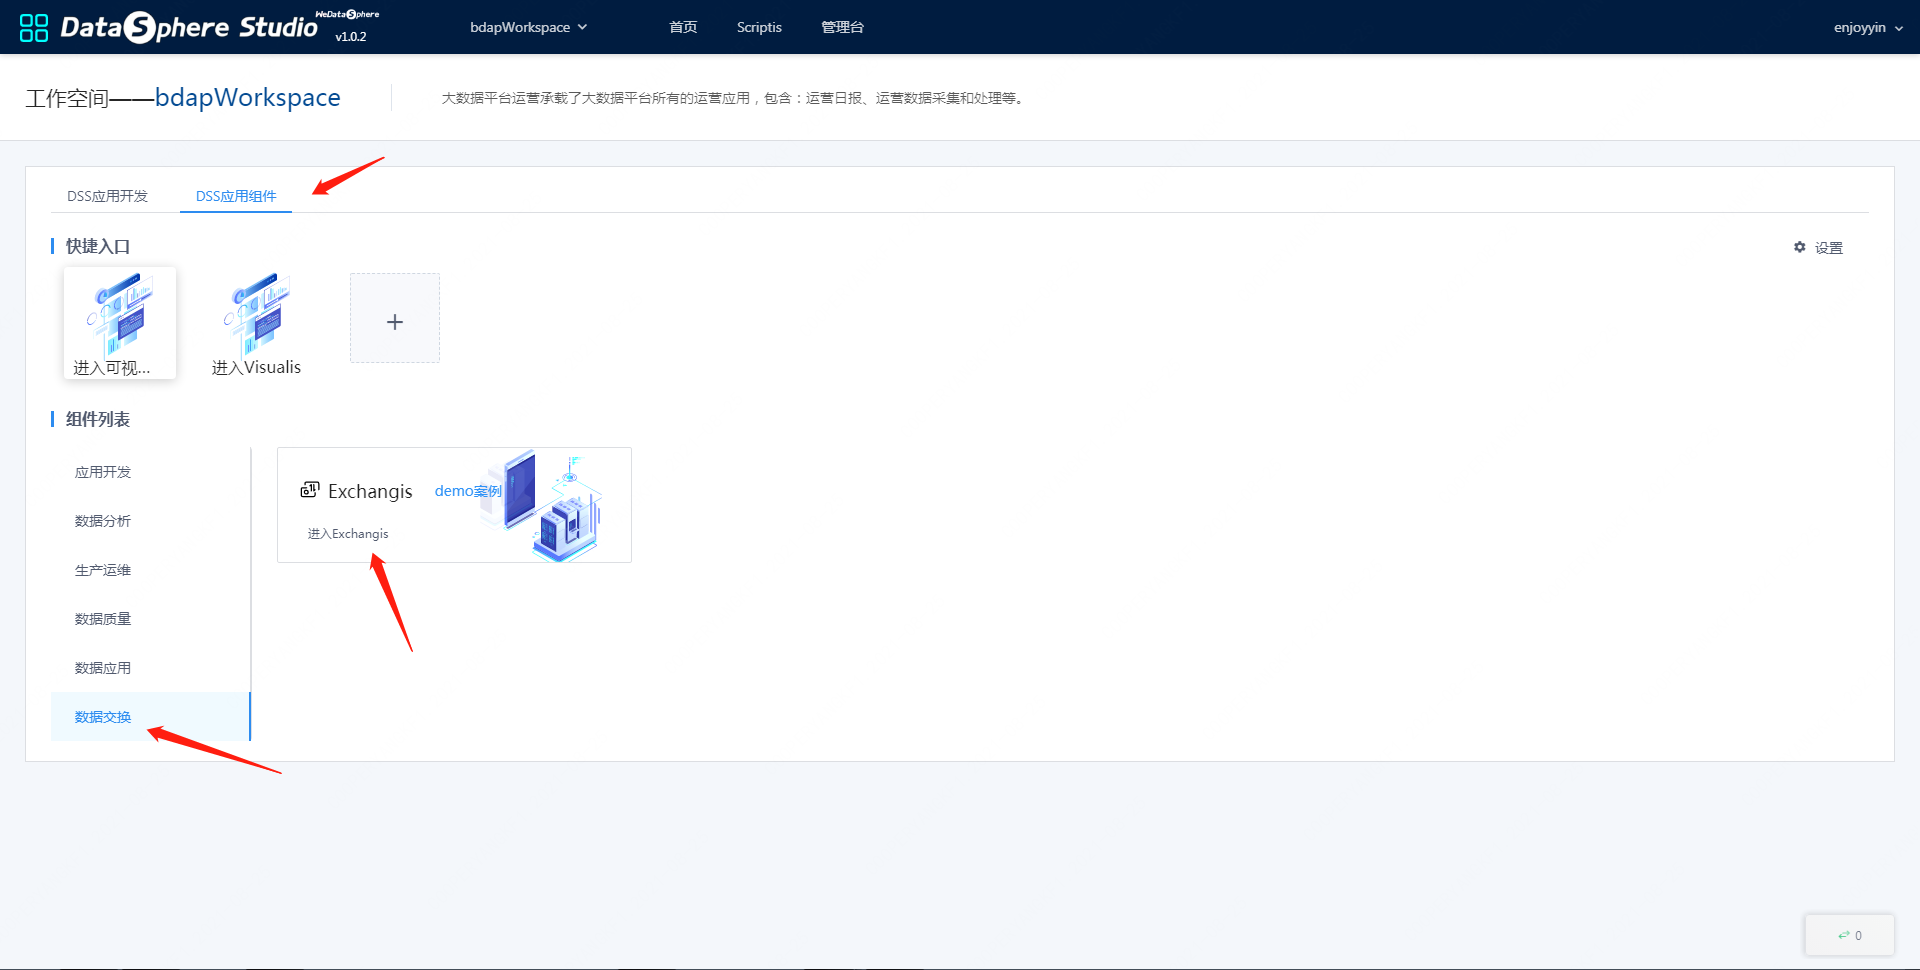 DataSphere Studio
WeDataSphere
v1.0.2
bdapWorkspace
首页
Scriptis
管理台
enjoyyin
工作空间——bdapWorkspace
大数据平台运营承载了大数据平台所有的运营应用，包含：运营日报、运营数据采集和处理等。
DSS应用开发
DSS应用组件
快捷入口
设置
进入可视...
进入Visualis
+
组件列表
应用开发
数据分析
生产运维
数据质量
数据应用
数据交换
Exchangis
demo案例
进入Exchangis
0